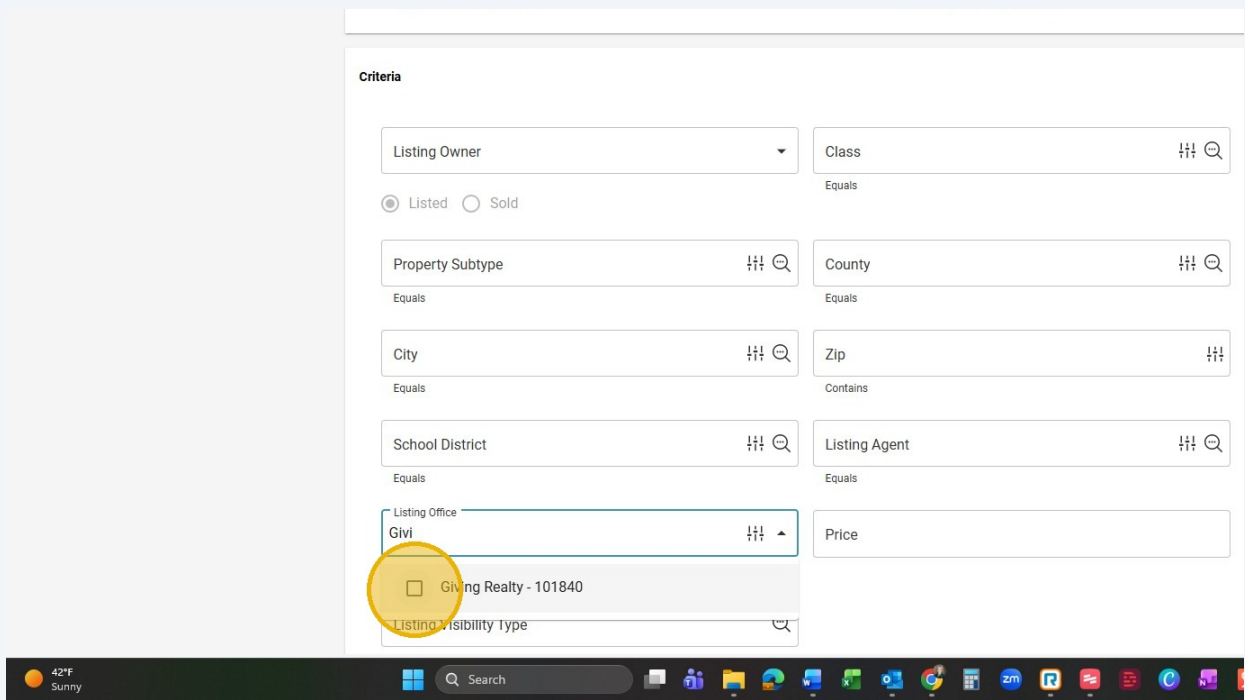 Criteria
Listing Owner
Class
Equals
Listed Sold
Property Subtype
County
Equals
Equals
City
Zip
Equals
Contains
School District
Listing Agent
Equals
Equals
Listing Office
Givi
Price
Giving Realty - 101840
Listing Visibility Type
42°F
Sunny
Search
zm